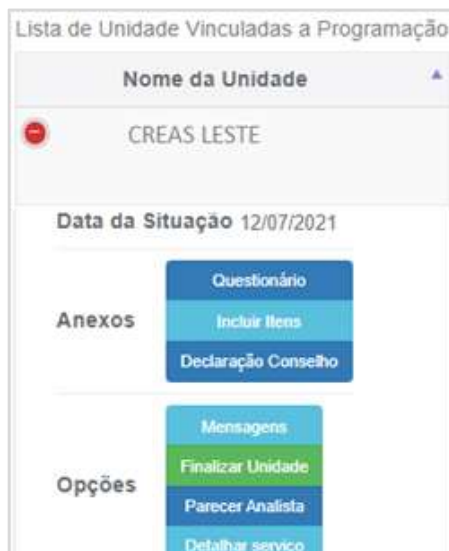 Lista de Unidade Vinculadas a Programação
Nome da Unidade
CREAS LESTE
Data da Situação 12/07/2021
Questionário
Anexos
Incluir Itens
Declaração Conselho
Mensagens
Finalizar Unidade
Opções
Parecer Analista
Detalhar serviço